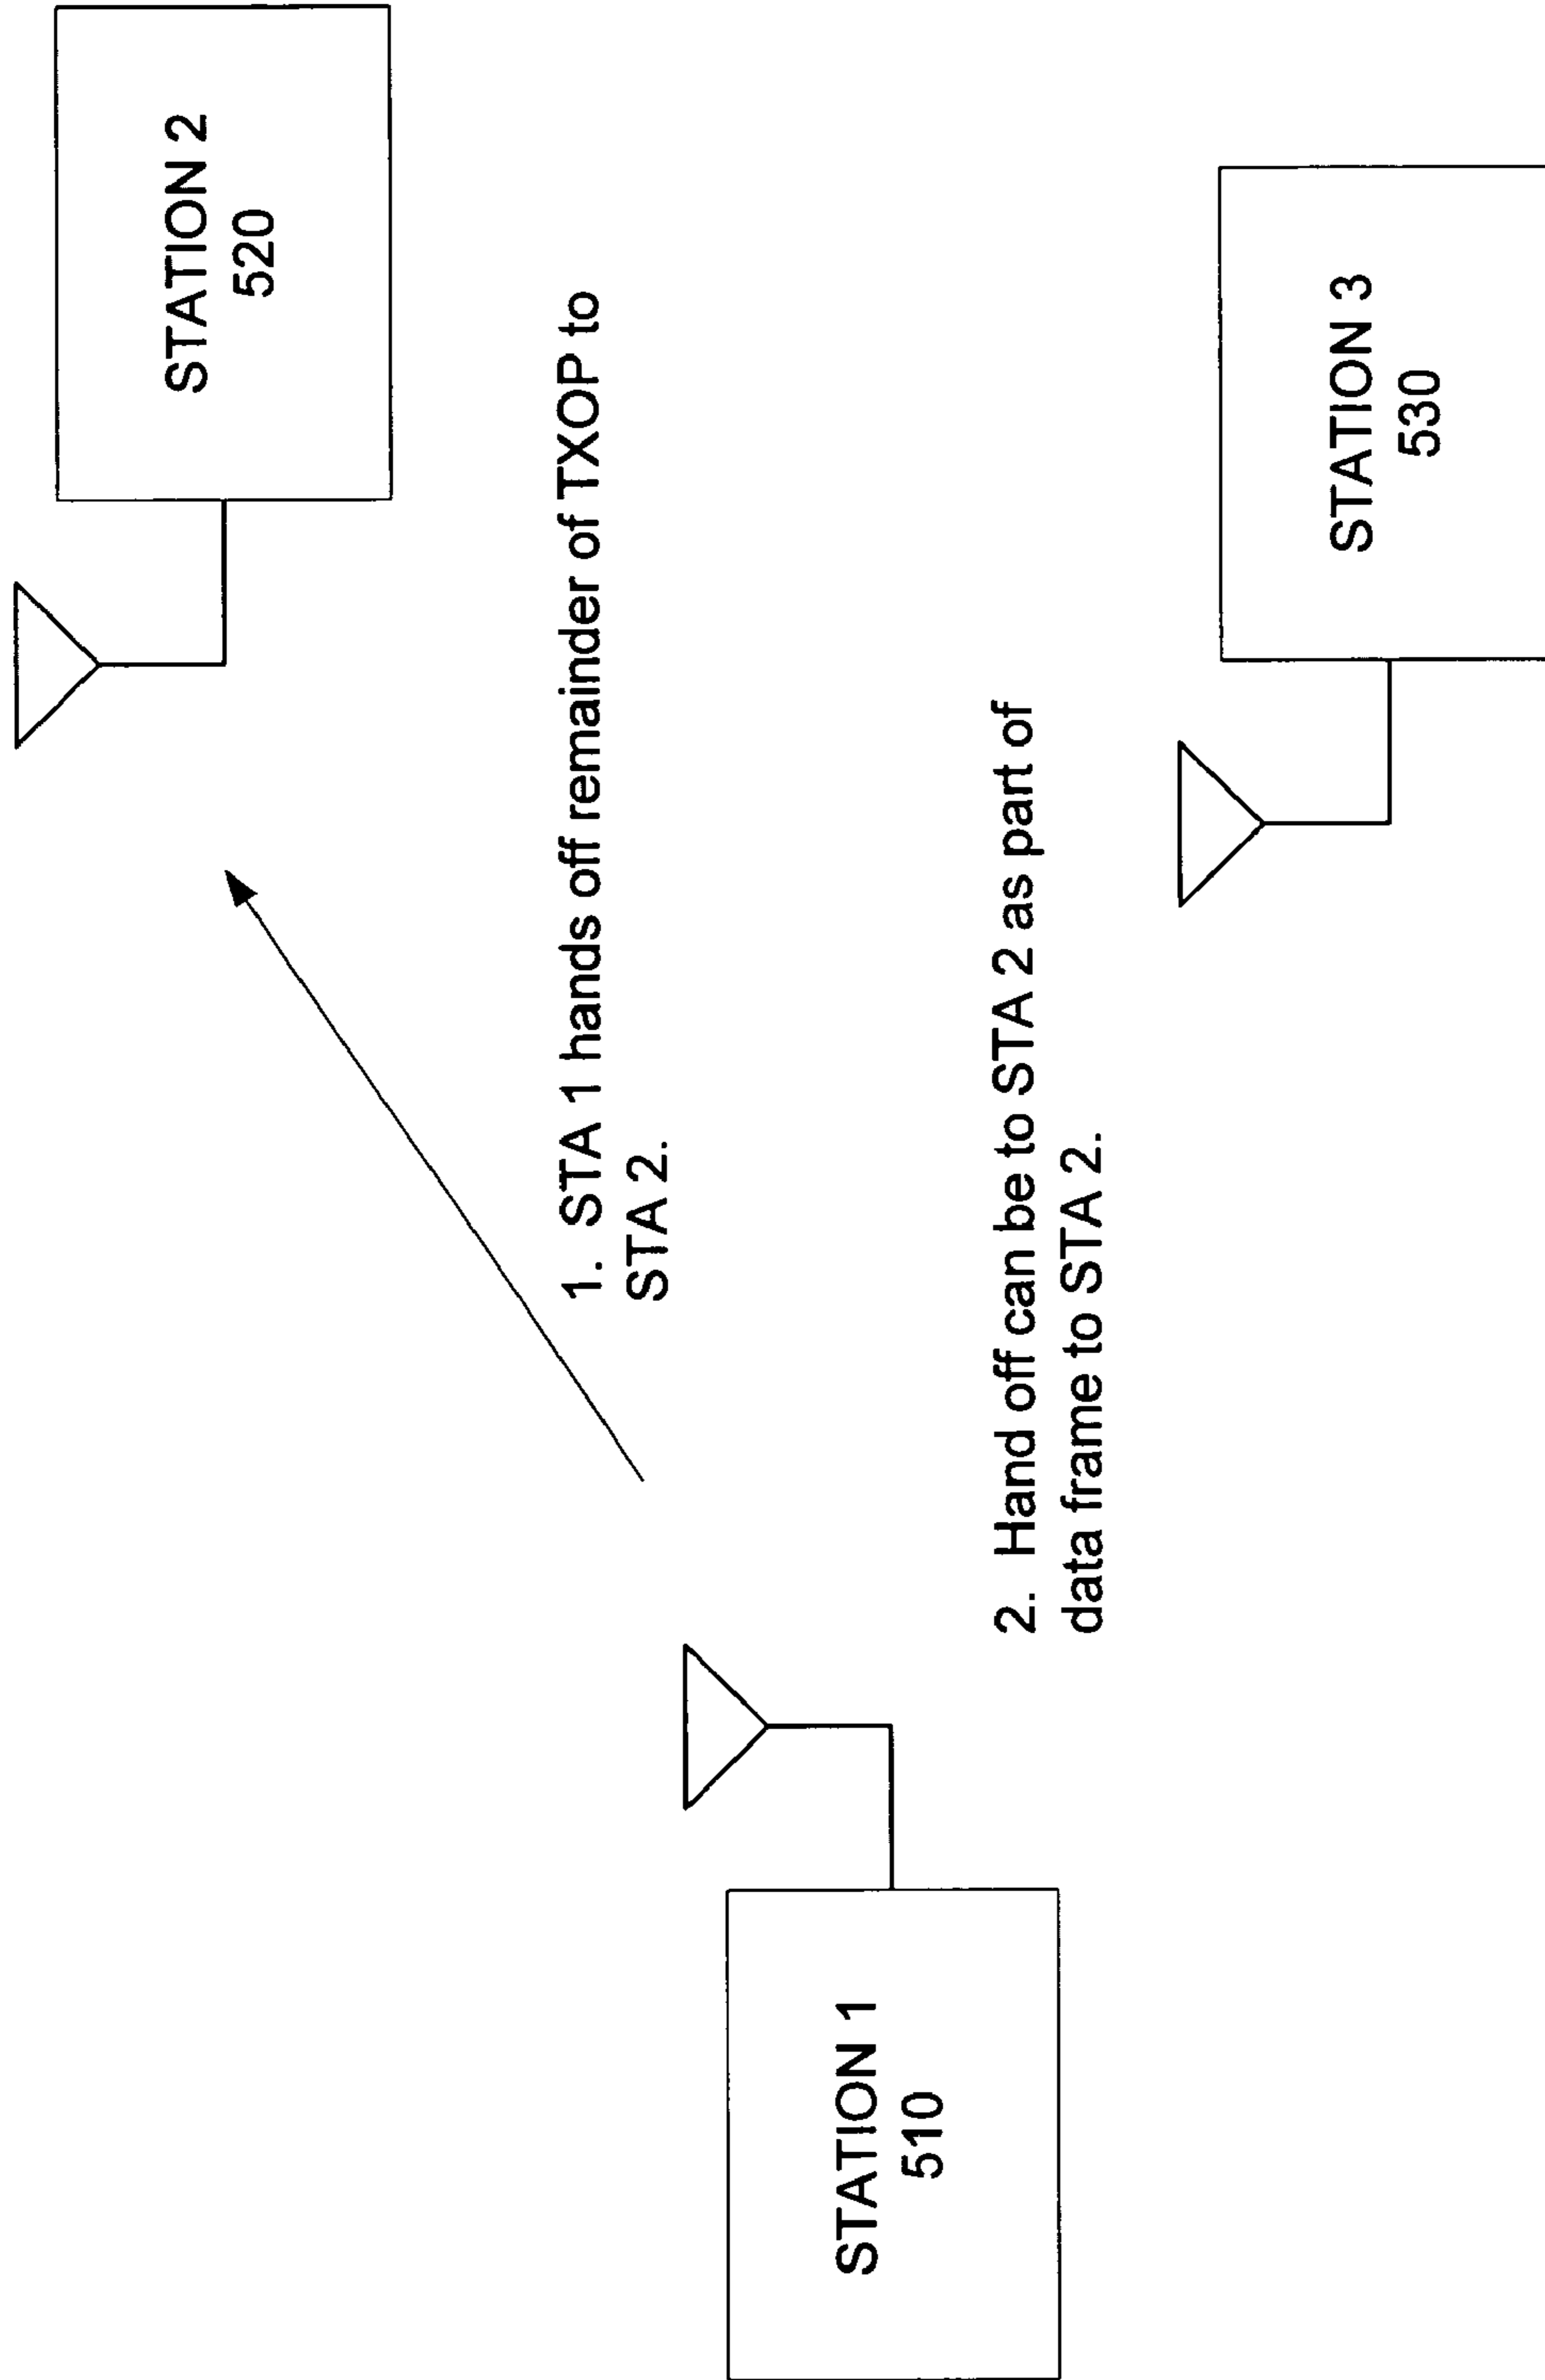 STATION 2
520
1. STA 1 hands off remainder of TXOP to
STA 2.
STATION 1
510
2. Hand off can be to STA 2 as part of
data frame to STA 2.
STATION 3
530